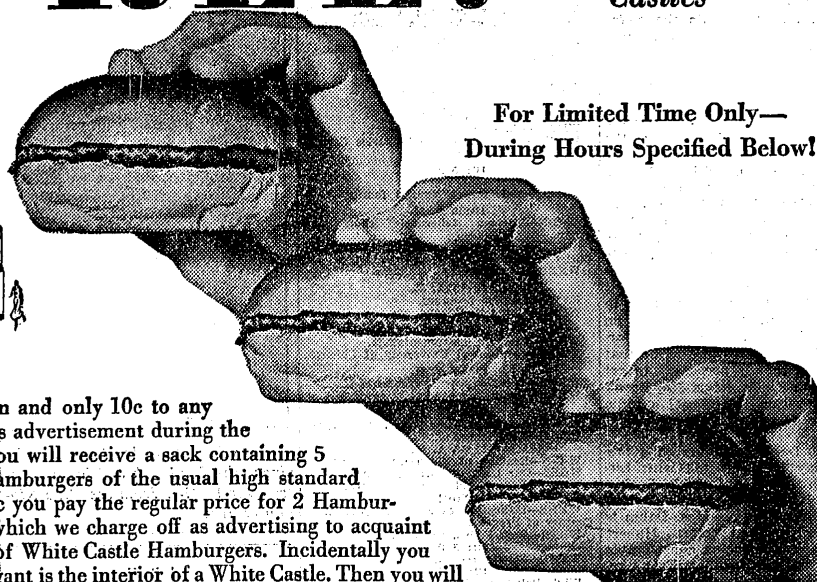 Castles
For Limited Time Only—
During Hours Specified Below!
n and only 10c to any
s advertisement during the
ou will receive a sack containing 5
amburgers of the usual high standard
c you pay the regular price for 2 Hambur-
which we charge off as advertising to acquaint
of White Castle Hamburgers. Incidentally you
vant is the interior of a White Castle. Then you will